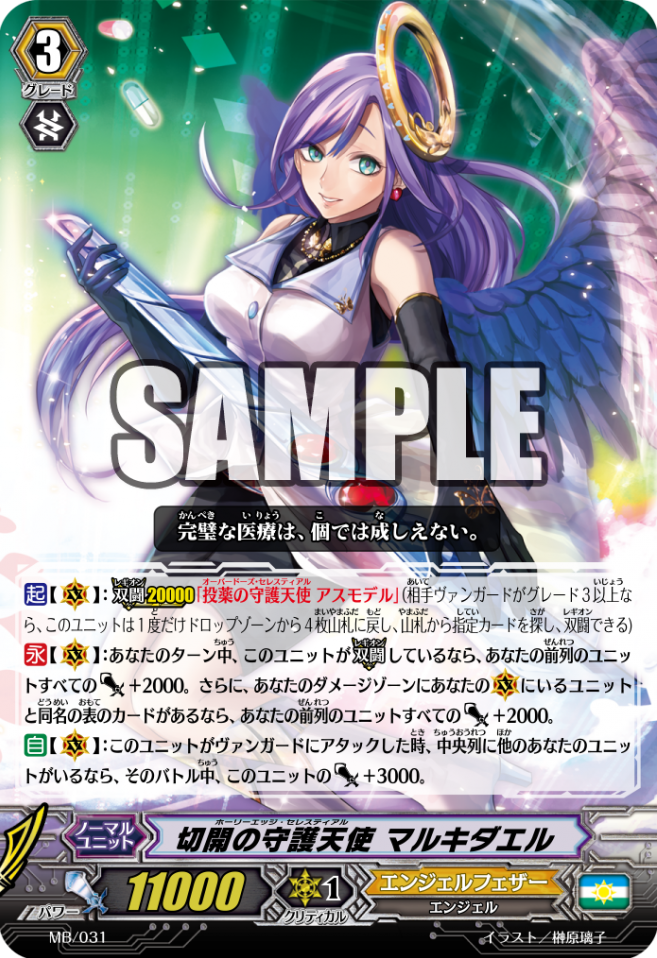 3
グレード
SAMPLE
完璧な医療は、個では成しえない。
起【V】:双闘20000「投薬の守護天使 アスモデル」(相手ヴァンガードがグレード3以上な
ら、このユニットは1度だけドロップゾーンから4枚山札に戻し、山札から指定カードを探し、双闘できる)
永【V】:あなたのターン中、このユニットが双闘しているなら、あなたの前列のユニッ
トすべての+2000。さらに、あなたのダメージゾーンにあなたのVにいるユニット
と同名の表のカードがあるなら、あなたの前列のユニットすべての+2000。
自【V】:このユニットがヴァンガードにアタックした時、中央列に他のあなたのユニッ
トがいるなら、そのバトル中、このユニットの+3000。
ノーマル
ユニット
ホーリーエッジ・セレスティアル
切開の守護天使 マルキダエル
パワー
11000
1
クリティカル
エンジェルフェザー
エンジェル
MB/031
イラスト/榊原瑞子